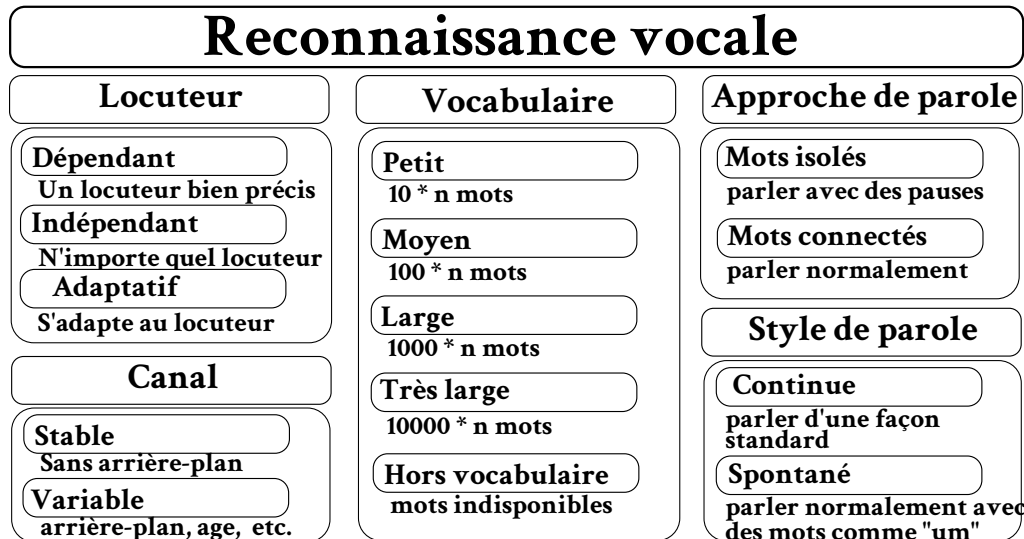 Reconnaissance vocale
Locuteur
Dépendant
Un locuteur bien précis
Indépendant
N'importe quel locuteur
Adaptatif
S'adapte au locuteur
Canal
Stable
Sans arrière-plan
Variable
arrière-plan, age, etc.
Vocabulaire
Petit
10 * n mots
Moyen
100 * n mots
Large
1000 * n mots
Très large
10000 * n mots
Hors vocabulaire
mots indisponibles
Approche de parole
Mots isolés
parler avec des pauses
Mots connectés
parler normalement
Style de parole
Continue
parler d'une façon
standard
Spontané
parler normalement avec
des mots comme "um"